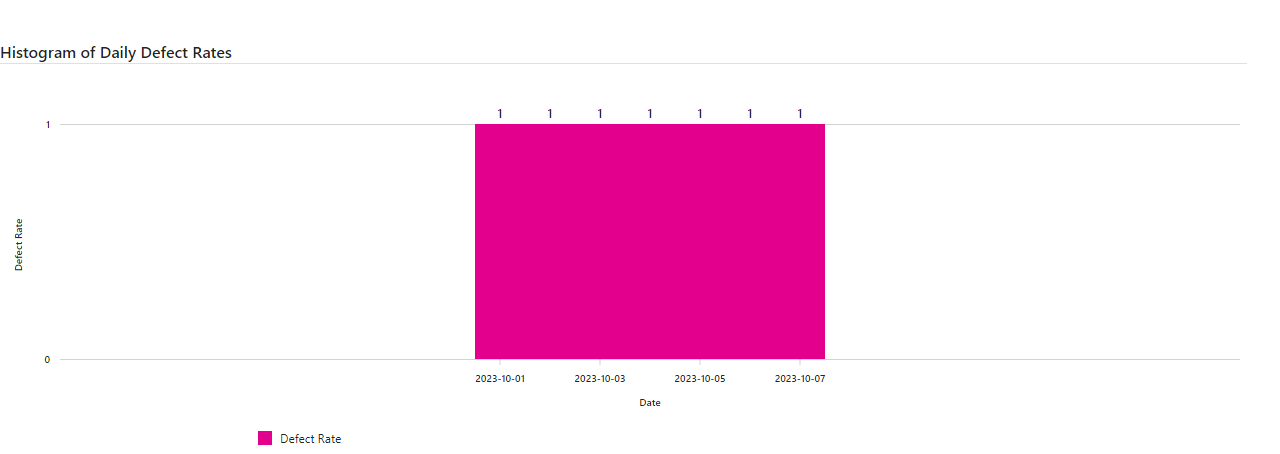 Histogram of Daily Defect Rates
1 1 1 1 1 1 1
1
Defect Rate
0
2023-10-01 2023-10-03 2023-10-05 2023-10-07
Date
Defect Rate